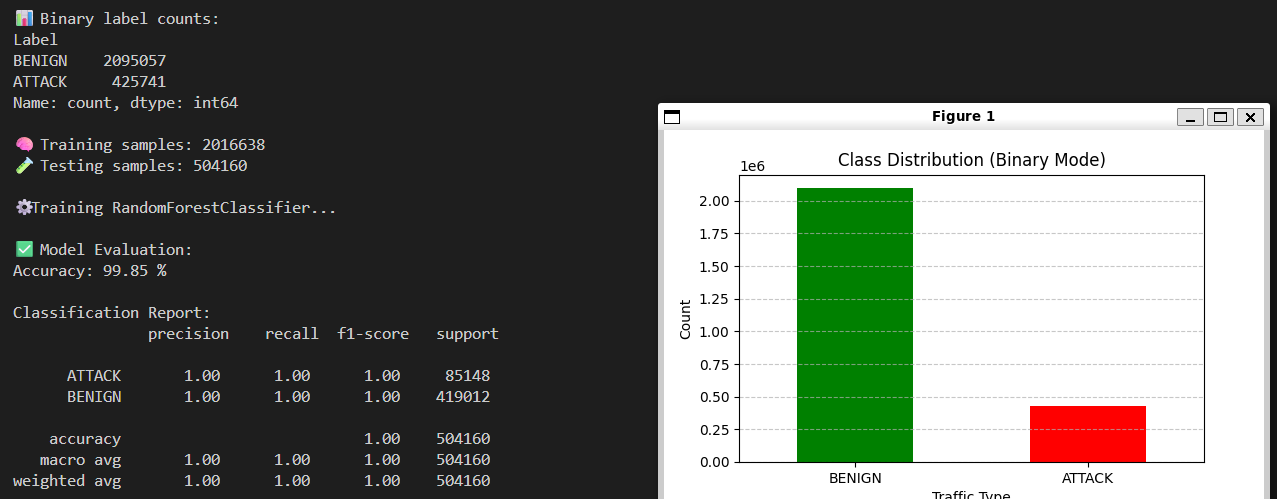 📊 Binary label counts:
Label
BENIGN    2095057
ATTACK     425741
Name: count, dtype: int64
🧠 Training samples: 2016638
🧪 Testing samples: 504160
⚙️Training RandomForestClassifier...
✅ Model Evaluation:
Accuracy: 99.85 %
Classification Report:
precision    recall  f1-score   support
ATTACK       1.00      1.00      1.00     85148
BENIGN       1.00      1.00      1.00    419012
accuracy                           1.00    504160
macro avg       1.00      1.00      1.00    504160
weighted avg       1.00      1.00      1.00    504160
Figure 1
Class Distribution (Binary Mode)
1e6
2.00
1.75
1.50
1.25
1.00
0.75
0.50
0.25
0.00
Count
BENIGN
ATTACK
Traffic Type